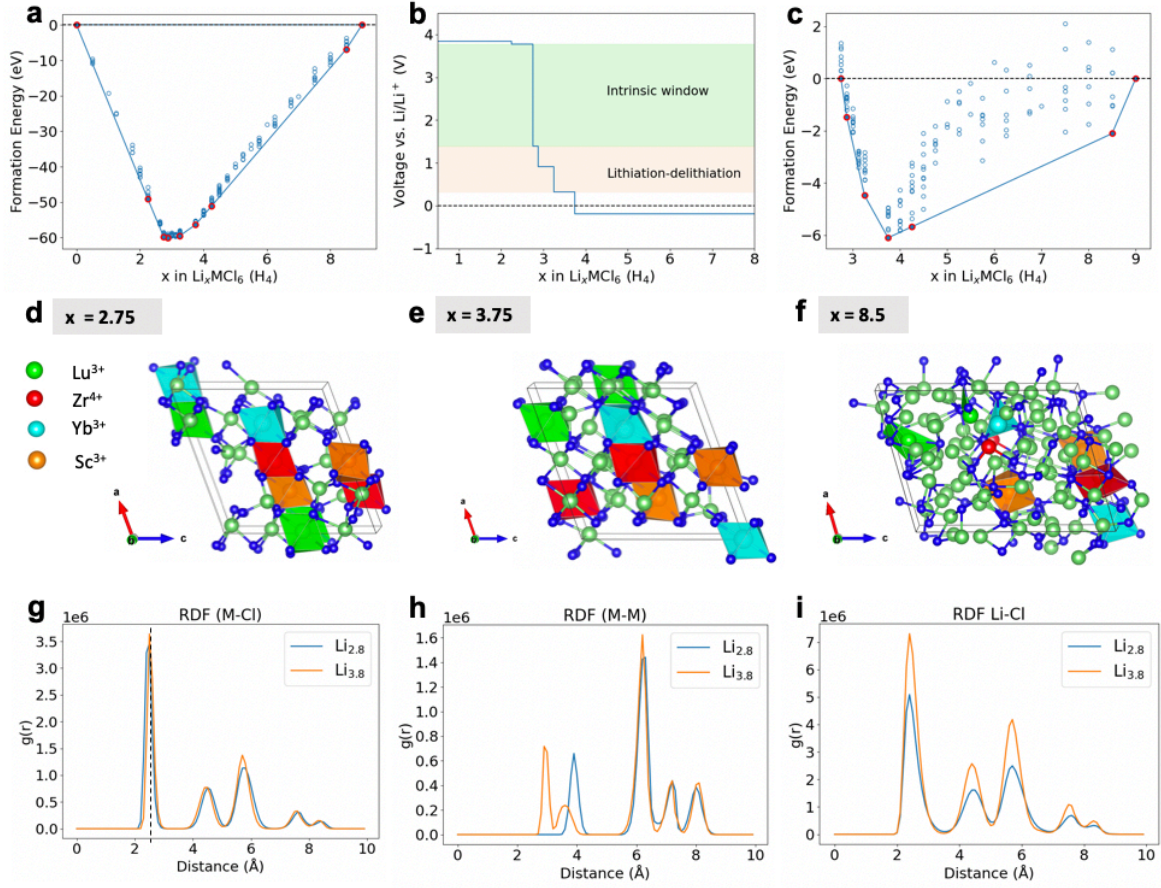 a
0
−10
−20
−30
−40
−50
−60
Formation Energy (eV)
0 2 4 6 8
x in LiₓMCl₆ (H₄)
b
4
3
2
1
0
−1
Voltage vs. Li/Li⁺ (V)
Intrinsic window
Lithiation-delithiation
1 2 3 4 5 6 7 8
x in LiₓMCl₆ (H₄)
c
2
0
−2
−4
−6
Formation Energy (eV)
3 4 5 6 7 8 9
x in LiₓMCl₆ (H₄)
d
x = 2.75
Lu³⁺
Zr⁴⁺
Yb³⁺
Sc³⁺
a
b
c
e
x = 3.75
a
b
c
f
x = 8.5
a
b
c
g
1e6
RDF (M-Cl)
Li₂.₈
Li₃.₈
3.5
3.0
2.5
2.0
1.5
1.0
0.5
0.0
g(r)
0 2 4 6 8 10
Distance (Å)
h
1e6
RDF (M-M)
Li₂.₈
Li₃.₈
1.6
1.4
1.2
1.0
0.8
0.6
0.4
0.2
0.0
g(r)
0 2 4 6 8 10
Distance (Å)
i
1e6
RDF Li-Cl
Li₂.₈
Li₃.₈
7
6
5
4
3
2
1
0
g(r)
0 2 4 6 8 10
Distance (Å)